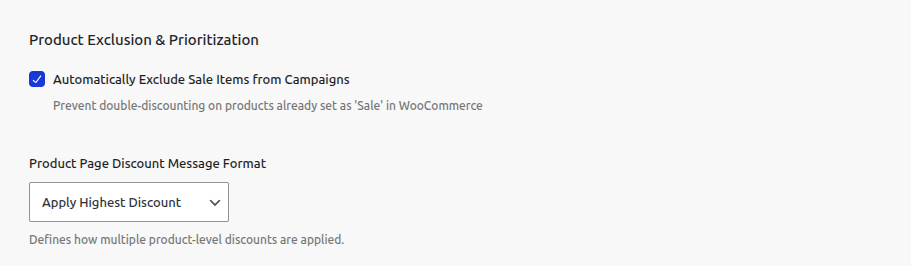 Product Exclusion & Prioritization
Automatically Exclude Sale Items from Campaigns
Prevent double-discounting on products already set as 'Sale' in WooCommerce
Product Page Discount Message Format
Apply Highest Discount
Defines how multiple product-level discounts are applied.